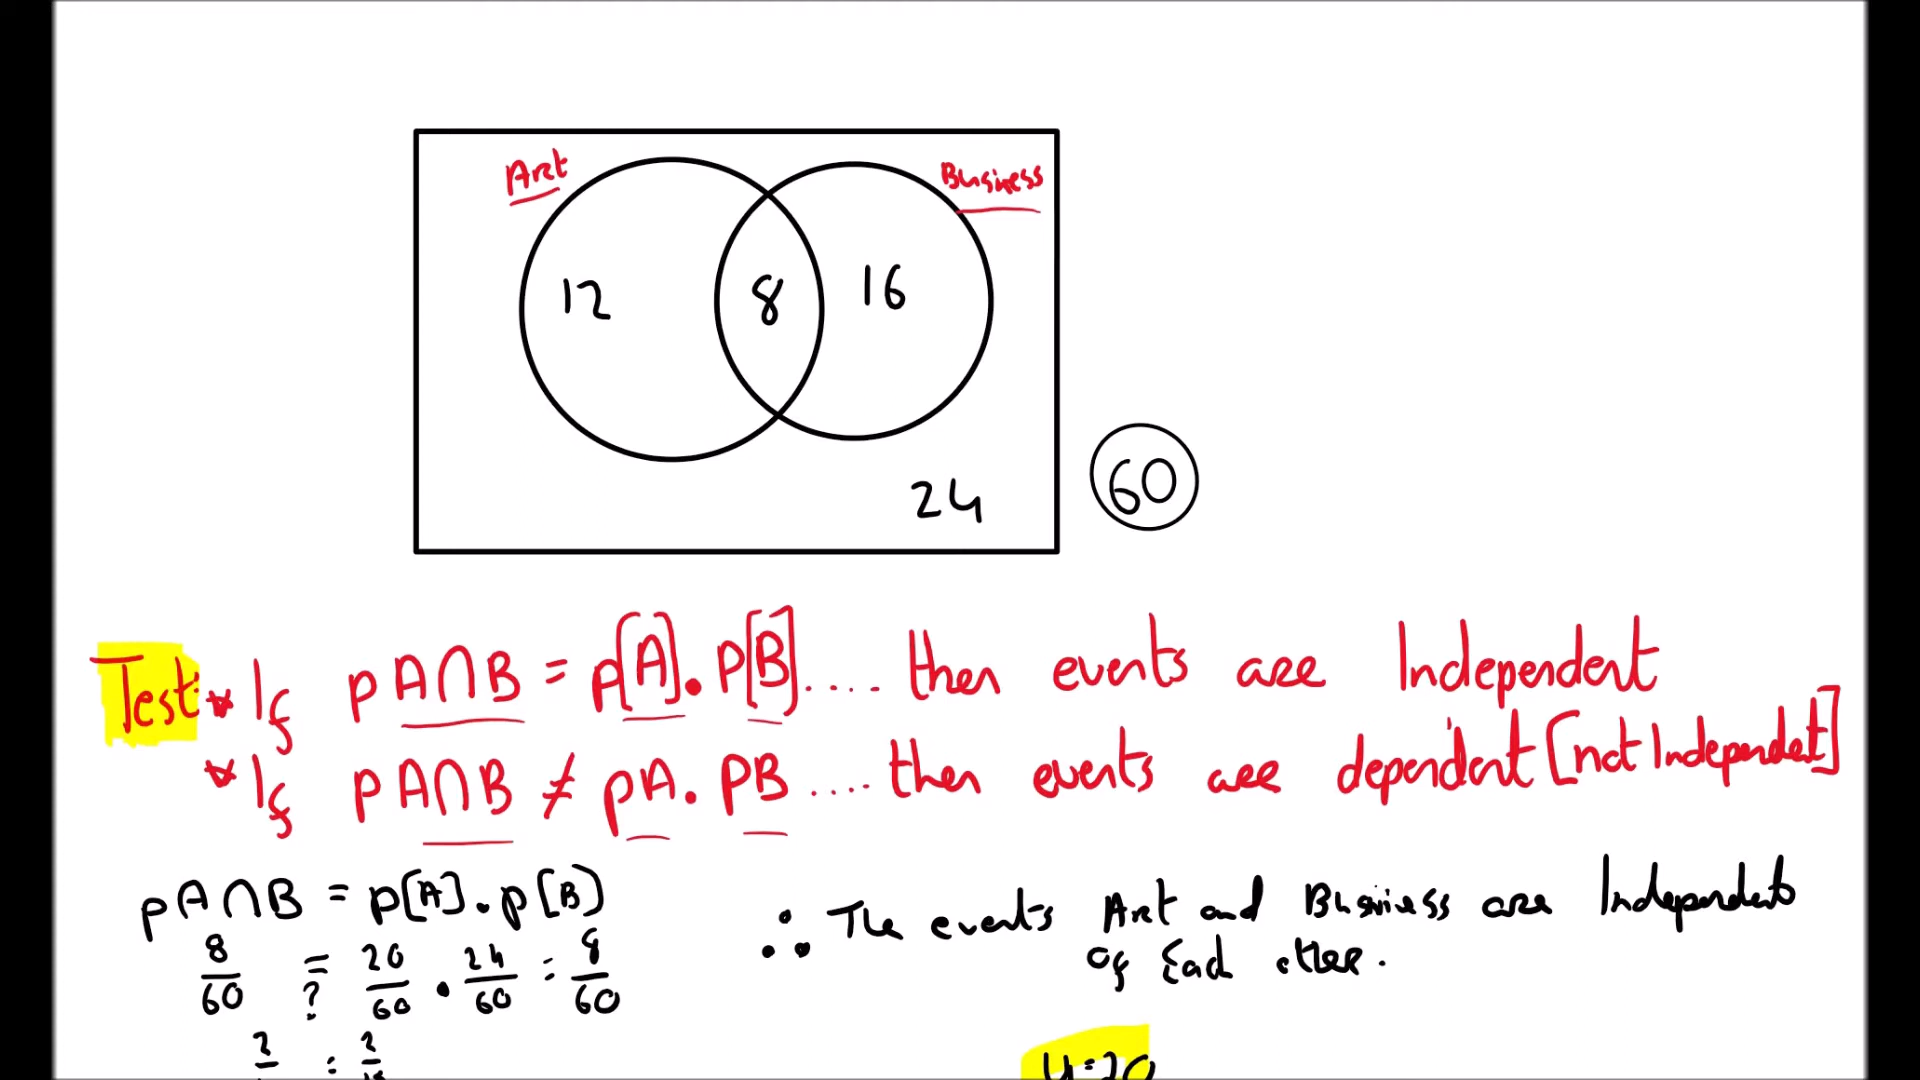 Art
Business
12
8
16
24
60
Test * If p A∩B = p[A] . P[B] .... then events are Independent
* If p A∩B ≠ pA . PB .... then events are dependent [not Independet]
p A∩B = p[A] . p[B]
8/60 =? 20/60 . 24/60 = 8/60
∴ The events Art and Business are Independent
of Each other.